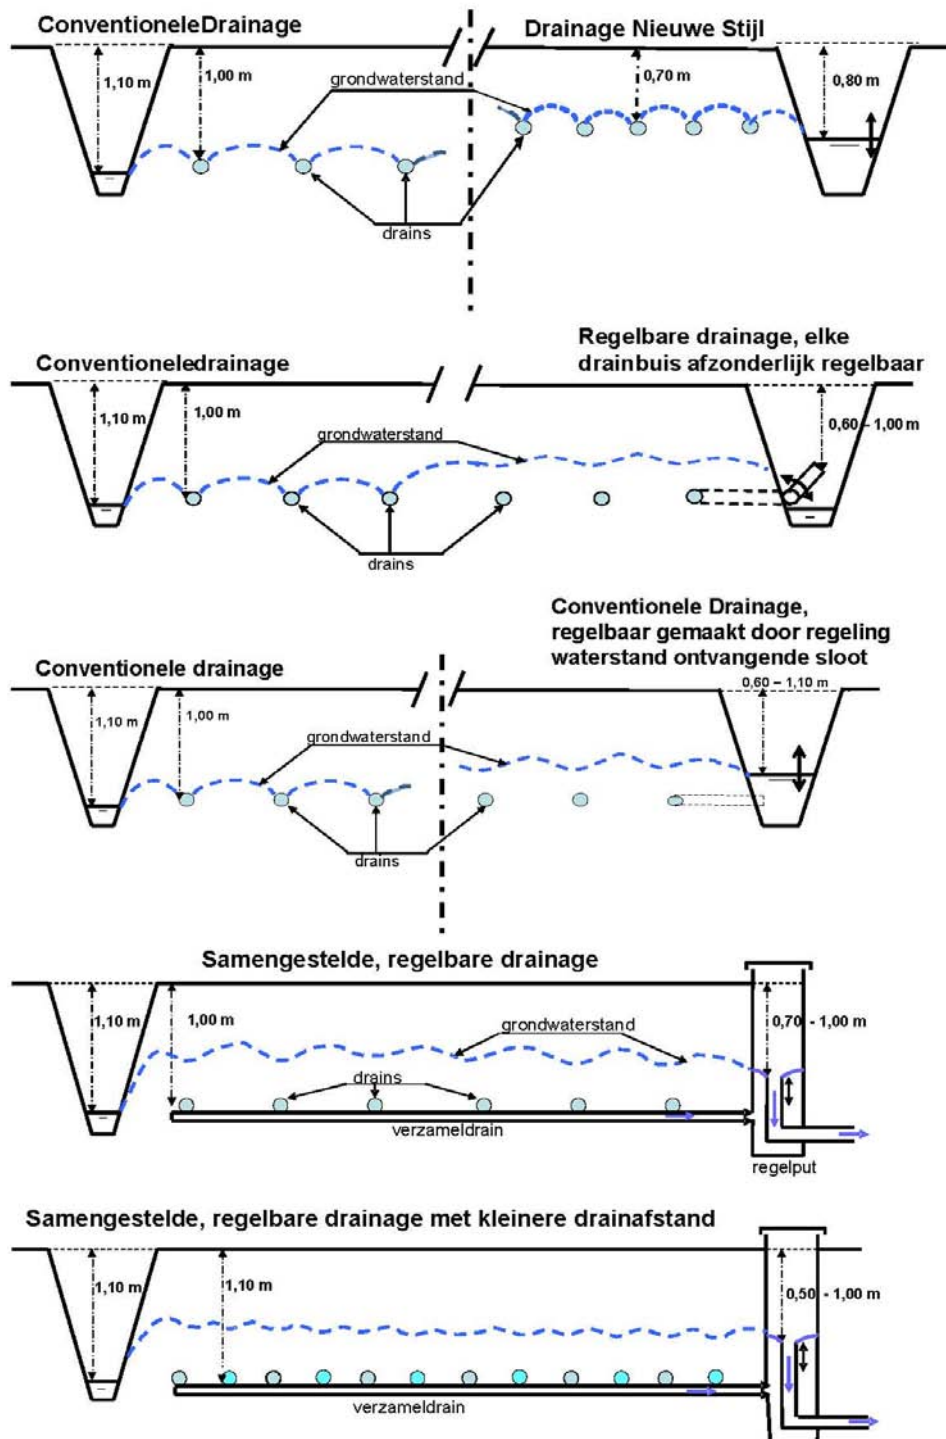 ConventioneleDrainage
Drainage Nieuwe Stijl
1,10 m
1,00 m
grondwaterstand
0,70 m
0,80 m
drains
Conventioneledrainage
Regelbare drainage, elke
drainbuis afzonderlijk regelbaar
1,10 m
1,00 m
grondwaterstand
0,60 – 1,00 m
drains
Conventionele drainage
Conventionele Drainage,
regelbaar gemaakt door regeling
waterstand ontvangende sloot
0,60 – 1,10 m
1,10 m
1,00 m
grondwaterstand
drains
Samengestelde, regelbare drainage
1,10 m
1,00 m
grondwaterstand
0,70 - 1,00 m
drains
verzameldrain
regelput
Samengestelde, regelbare drainage met kleinere drainafstand
1,10 m
1,10 m
0,50 - 1,00 m
verzameldrain